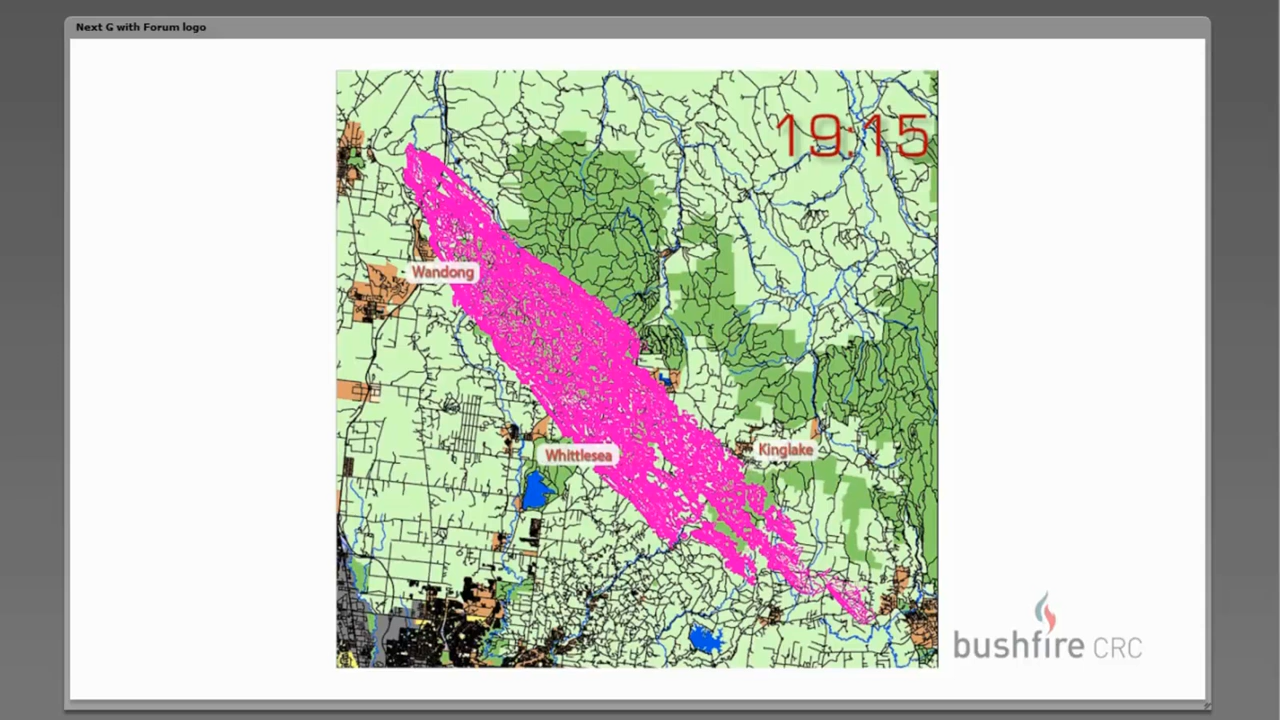 Next G with Forum logo
19:15
Wandong
Whittlesea
Kinglake
bushfire CRC